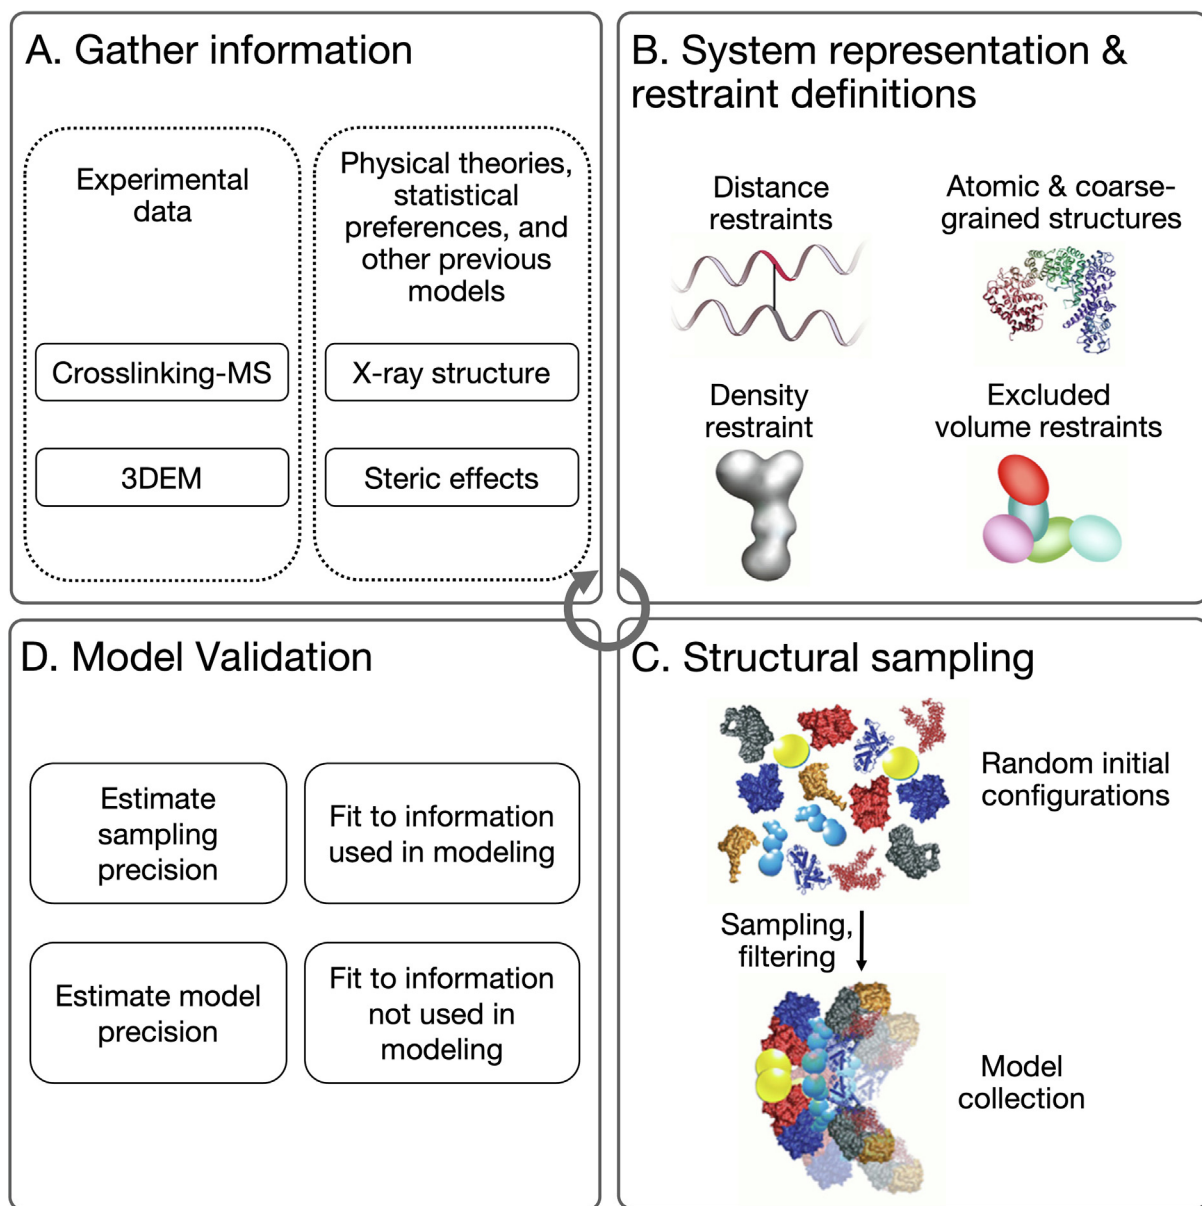 A. Gather information
Experimental
data
Physical theories,
statistical
preferences, and
other previous
models
Crosslinking-MS
X-ray structure
3DEM
Steric effects
B. System representation &
restraint definitions
Distance
restraints
Atomic & coarse-
grained structures
Density
restraint
Excluded
volume restraints
C. Structural sampling
Random initial
configurations
Sampling,
filtering
Model
collection
D. Model Validation
Estimate
sampling
precision
Fit to information
used in modeling
Estimate model
precision
Fit to information
not used in
modeling